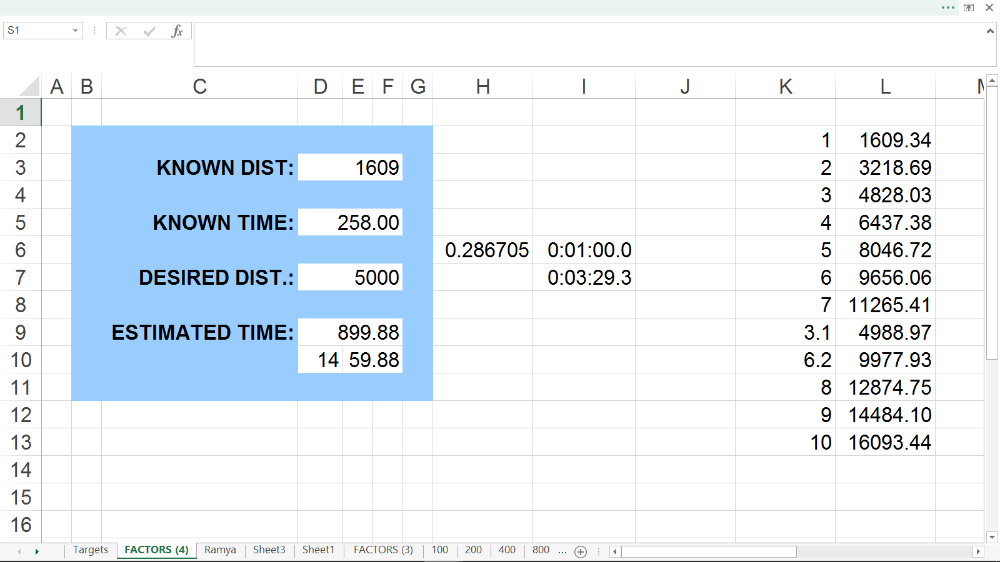 S1
fx
A B C D E F G H I J K L
1
2 1 1609.34
3 KNOWN DIST: 1609 2 3218.69
4 3 4828.03
5 KNOWN TIME: 258.00 4 6437.38
6 0.286705 0:01:00.0 5 8046.72
7 DESIRED DIST.: 5000 0:03:29.3 6 9656.06
8 7 11265.41
9 ESTIMATED TIME: 899.88 3.1 4988.97
10 14 59.88 6.2 9977.93
11 8 12874.75
12 9 14484.10
13 10 16093.44
14
15
16
Targets FACTORS (4) Ramya Sheet3 Sheet1 FACTORS (3) 100 200 400 800 ...